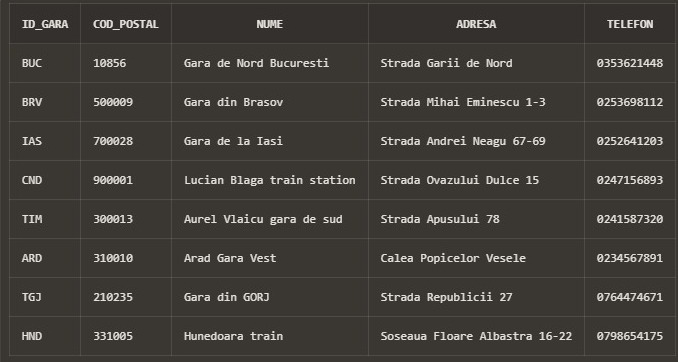 ID_GARA COD_POSTAL NUME ADRESA TELEFON
BUC 10856 Gara de Nord Bucuresti Strada Garii de Nord 0353621448
BRV 500009 Gara din Brasov Strada Mihai Eminescu 1-3 0253698112
IAS 700028 Gara de la Iasi Strada Andrei Neagu 67-69 0252641203
CND 900001 Lucian Blaga train station Strada Ovazului Dulce 15 0247156893
TIM 300013 Aurel Vlaicu gara de sud Strada Apusului 78 0241587320
ARD 310010 Arad Gara Vest Calea Popicelor Vesele 0234567891
TGJ 210235 Gara din GORJ Strada Republicii 27 0764474671
HND 331005 Hunedoara train Soseaua Floare Albastra 16-22 0798654175